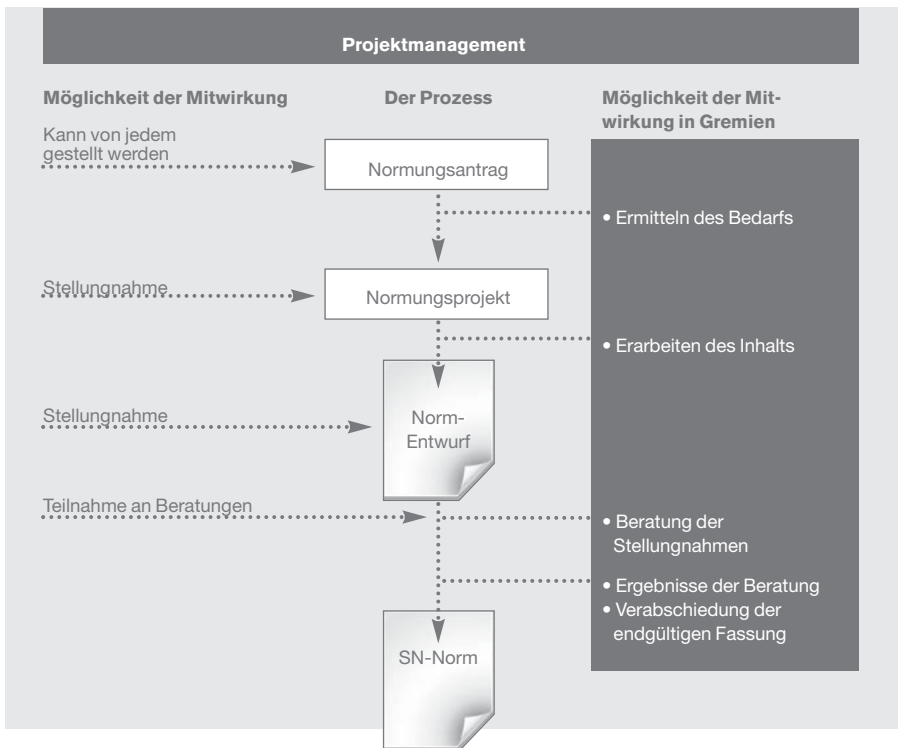 Projektmanagement
Möglichkeit der Mitwirkung
Der Prozess
Möglichkeit der Mit-
wirkung in Gremien
Kann von jedem
gestellt werden
Normungsantrag
• Ermitteln des Bedarfs
Stellungnahme
Normungsprojekt
• Erarbeiten des Inhalts
Stellungnahme
Norm-
Entwurf
Teilnahme an Beratungen
• Beratung der
Stellungnahmen
• Ergebnisse der Beratung
• Verabschiedung der
endgültigen Fassung
SN-Norm